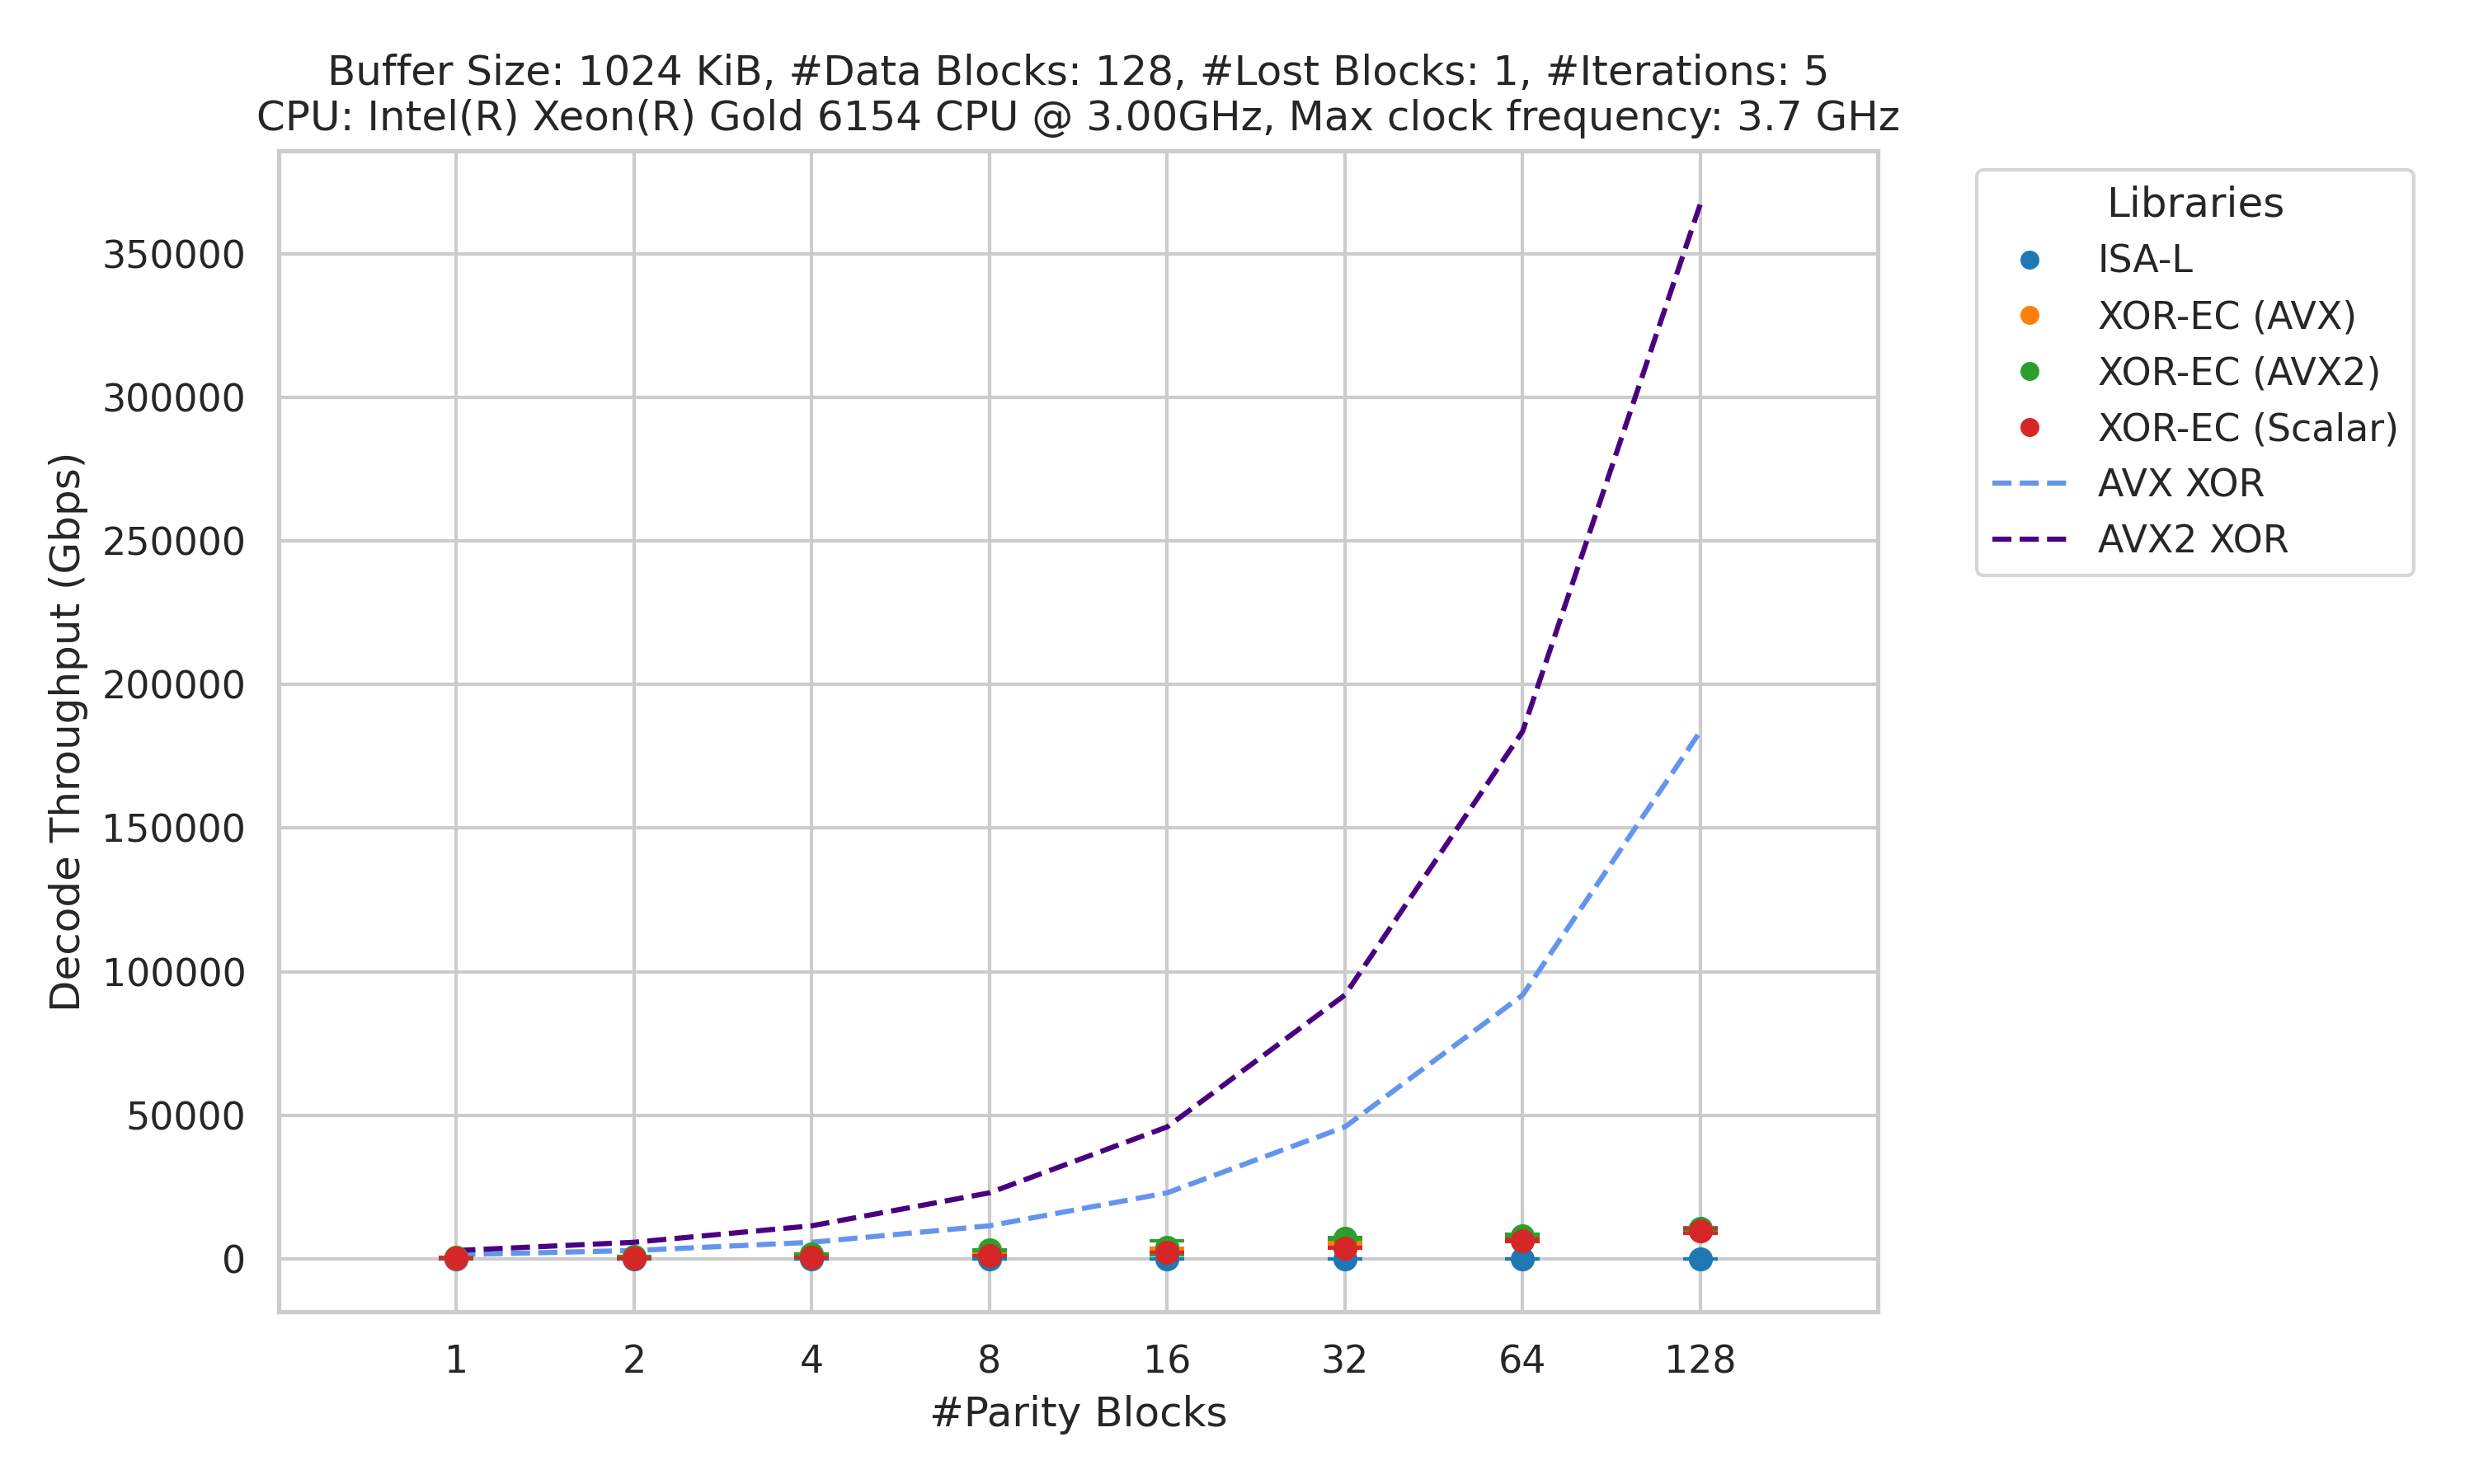 Buffer Size: 1024 KiB, #Data Blocks: 128, #Lost Blocks: 1, #Iterations: 5
CPU: Intel(R) Xeon(R) Gold 6154 CPU @ 3.00GHz, Max clock frequency: 3.7 GHz
Decode Throughput (Gbps)
350000
300000
250000
200000
150000
100000
50000
0
1 2 4 8 16 32 64 128
#Parity Blocks
Libraries
ISA-L
XOR-EC (AVX)
XOR-EC (AVX2)
XOR-EC (Scalar)
AVX XOR
AVX2 XOR